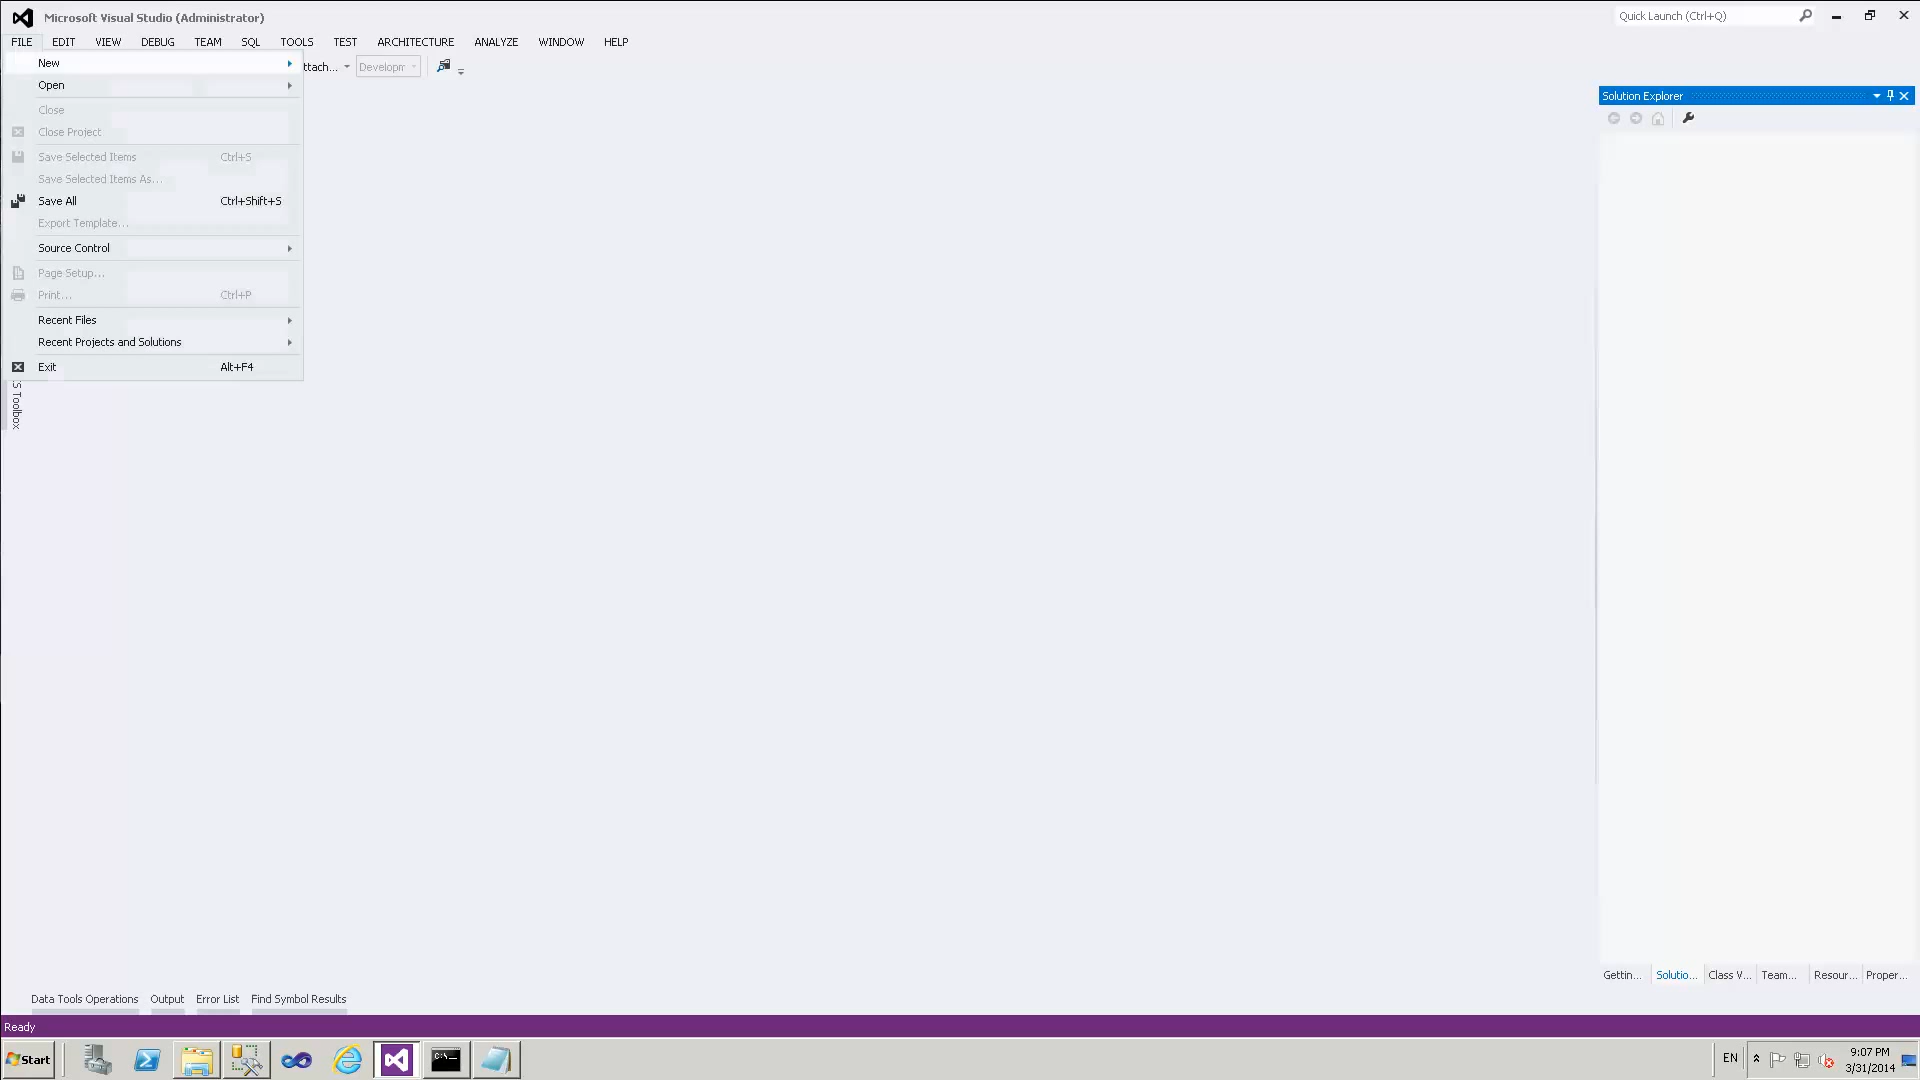 Microsoft Visual Studio (Administrator)
Quick Launch (Ctrl+Q)
FILE EDIT VIEW DEBUG TEAM SQL TOOLS TEST ARCHITECTURE ANALYZE WINDOW HELP
New
ttach... Developr
Open
Solution Explorer
Close
Close Project
Save Selected Items Ctrl+S
Save Selected Items As...
Save All Ctrl+Shift+S
Export Template...
Source Control
Page Setup...
Print... Ctrl+P
Recent Files
Recent Projects and Solutions
Exit Alt+F4
S Toolbox
Gettin... Solutio... Class V... Team... Resour... Proper...
Data Tools Operations Output Error List Find Symbol Results
Ready
Start
C:\.
EN
9:07 PM
3/31/2014